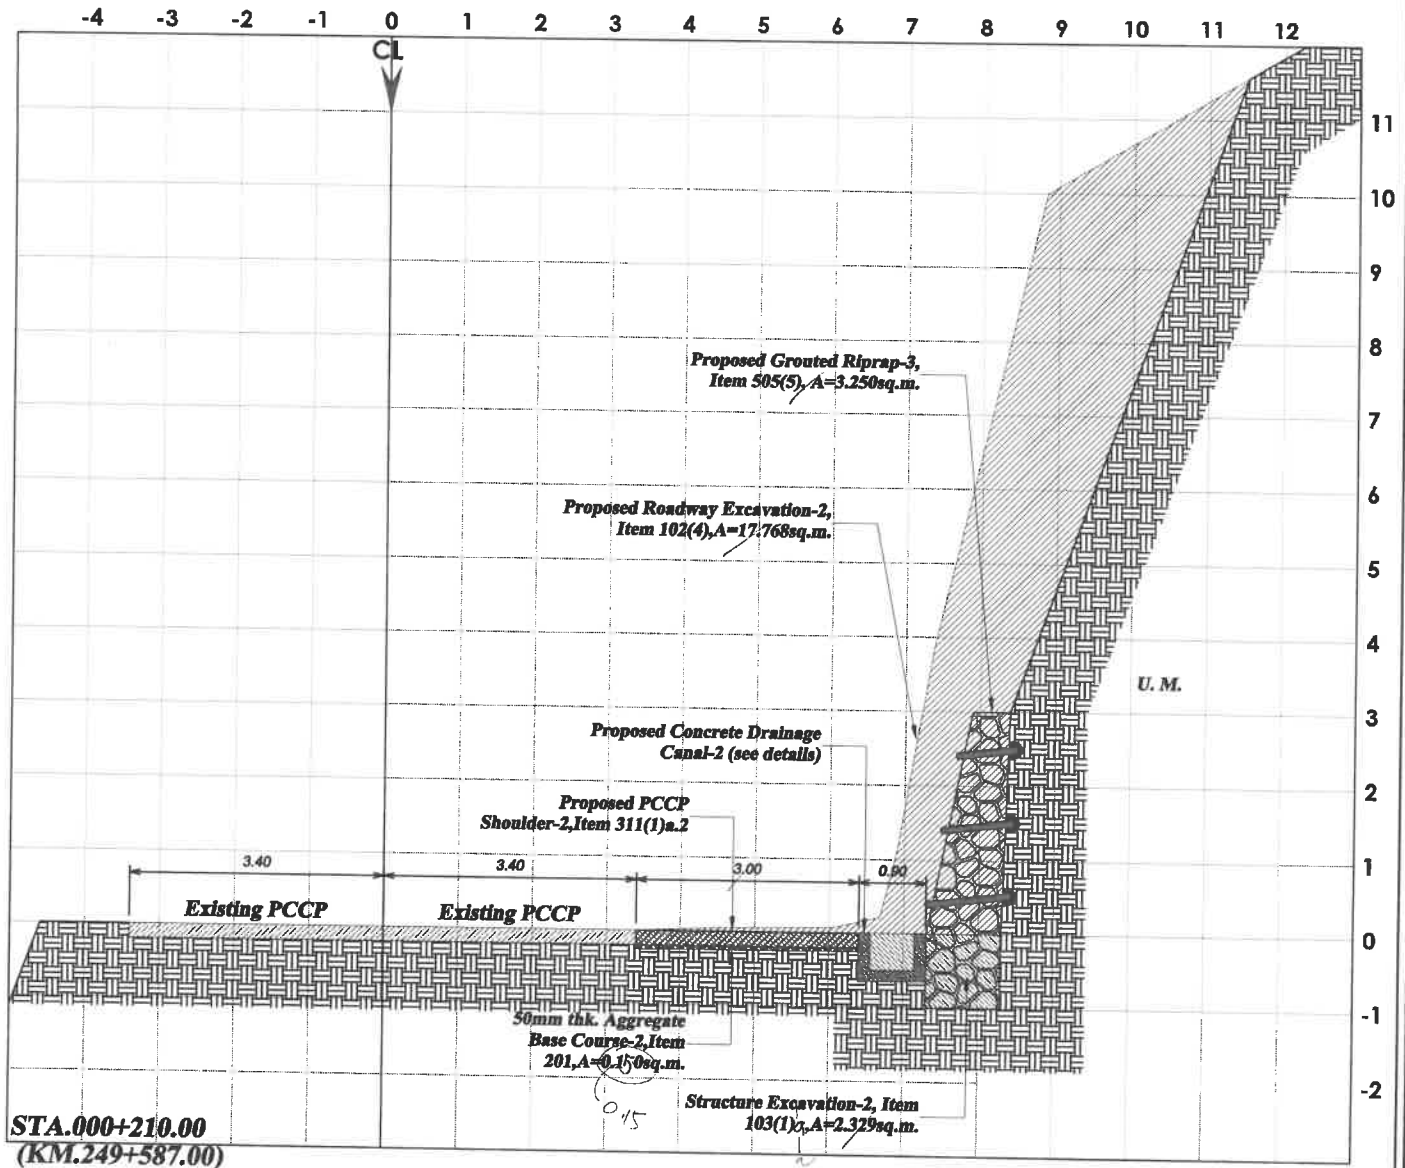 -4 -3 -2 -1 0 1 2 3 4 5 6 7 8 9 10 11 12
CL
11
10
9
8
Proposed Grouted Riprap-3,
Item 505(5), A=3.250sq.m.
7
6
Proposed Roadway Excavation-2,
Item 102(4),A=17.768sq.m.
5
4
U. M.
3
Proposed Concrete Drainage
Canal-2 (see details)
2
Proposed PCCP
Shoulder-2,Item 311(1)a.2
1
3.40 3.40 3.00 0.90
Existing PCCP Existing PCCP
0
-1
50mm thk. Aggregate
Base Course-2,Item
201,A=0.150sq.m.
0.15
-2
Structure Excavation-2, Item
103(1)a,A=2.329sq.m.
STA.000+210.00
(KM.249+587.00)